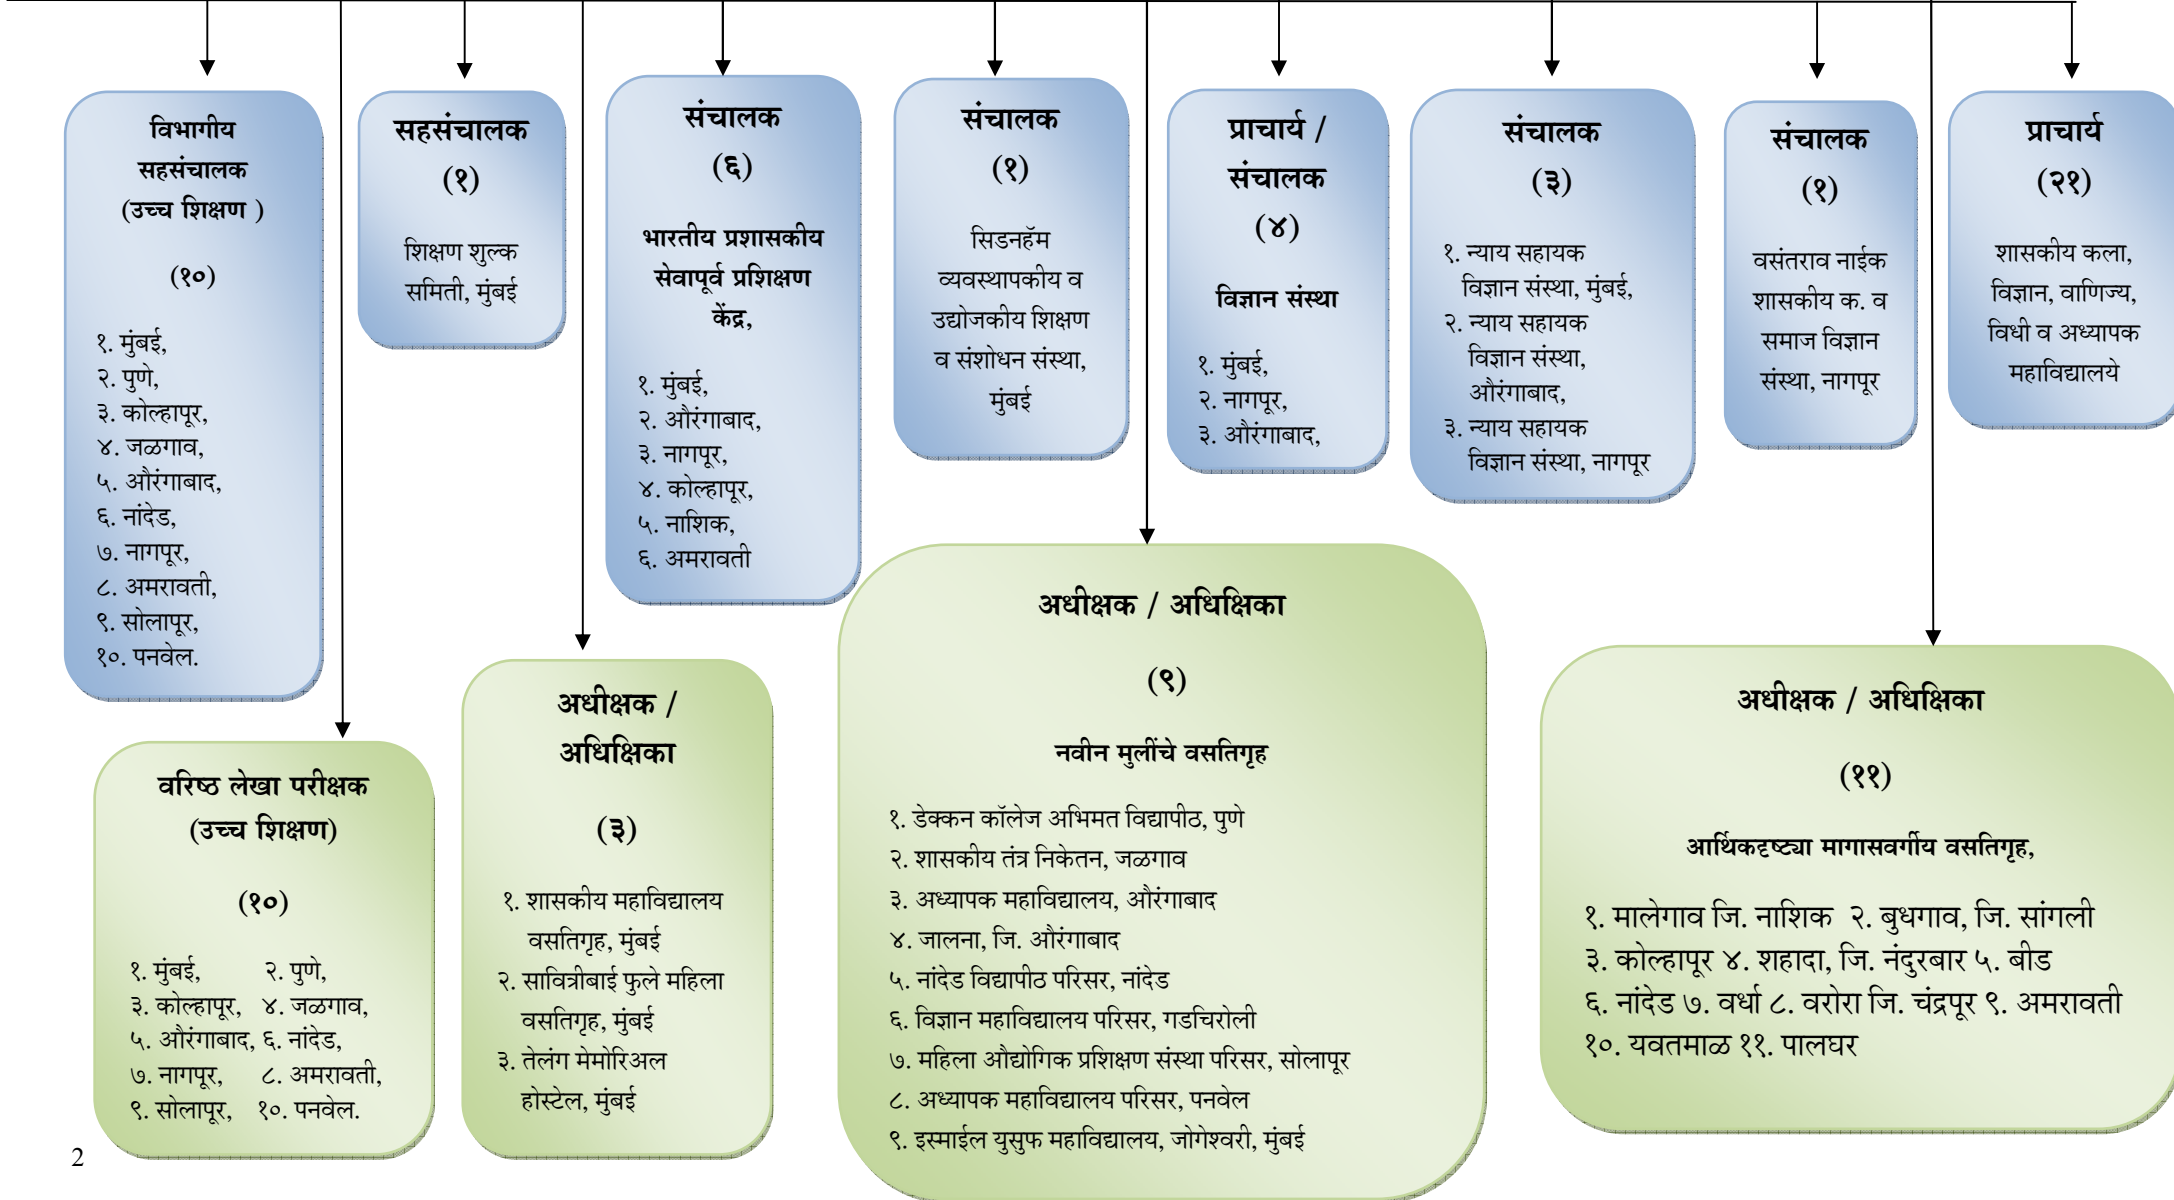 विभागीय
सहसंचालक
(उच्च शिक्षण )
(१०)
१. मुंबई,
२. पुणे,
३. कोल्हापूर,
४. जळगाव,
५. औरंगाबाद,
६. नांदेड,
७. नागपूर,
८. अमरावती,
९. सोलापूर,
१०. पनवेल.
सहसंचालक
(१)
शिक्षण शुल्क
समिती, मुंबई
संचालक
(६)
भारतीय प्रशासकीय
सेवापूर्व प्रशिक्षण
केंद्र,
१. मुंबई,
२. औरंगाबाद,
३. नागपूर,
४. कोल्हापूर,
५. नाशिक,
६. अमरावती
संचालक
(१)
सिडनहॅम
व्यवस्थापकीय व
उद्योजकीय शिक्षण
व संशोधन संस्था,
मुंबई
प्राचार्य /
संचालक
(४)
विज्ञान संस्था
१. मुंबई,
२. नागपूर,
३. औरंगाबाद,
संचालक
(३)
१. न्याय सहायक
विज्ञान संस्था, मुंबई,
२. न्याय सहायक
विज्ञान संस्था,
औरंगाबाद,
३. न्याय सहायक
विज्ञान संस्था, नागपूर
संचालक
(१)
वसंतराव नाईक
शासकीय क. व
समाज विज्ञान
संस्था, नागपूर
प्राचार्य
(२१)
शासकीय कला,
विज्ञान, वाणिज्य,
विधी व अध्यापक
महाविद्यालये
वरिष्ठ लेखा परीक्षक
(उच्च शिक्षण)
(१०)
१. मुंबई, २. पुणे,
३. कोल्हापूर, ४. जळगाव,
५. औरंगाबाद, ६. नांदेड,
७. नागपूर, ८. अमरावती,
९. सोलापूर, १०. पनवेल.
अधीक्षक /
अधिक्षिका
(३)
१. शासकीय महाविद्यालय
वसतिगृह, मुंबई
२. सावित्रीबाई फुले महिला
वसतिगृह, मुंबई
३. तेलंग मेमोरिअल
होस्टेल, मुंबई
अधीक्षक / अधिक्षिका
(९)
नवीन मुलींचे वसतिगृह
१. डेक्कन कॉलेज अभिमत विद्यापीठ, पुणे
२. शासकीय तंत्र निकेतन, जळगाव
३. अध्यापक महाविद्यालय, औरंगाबाद
४. जालना, जि. औरंगाबाद
५. नांदेड विद्यापीठ परिसर, नांदेड
६. विज्ञान महाविद्यालय परिसर, गडचिरोली
७. महिला औद्योगिक प्रशिक्षण संस्था परिसर, सोलापूर
८. अध्यापक महाविद्यालय परिसर, पनवेल
९. इस्माईल युसुफ महाविद्यालय, जोगेश्वरी, मुंबई
अधीक्षक / अधिक्षिका
(११)
आर्थिकदृष्ट्या मागासवर्गीय वसतिगृह,
१. मालेगाव जि. नाशिक २. बुधगाव, जि. सांगली
३. कोल्हापूर ४. शहादा, जि. नंदुरबार ५. बीड
६. नांदेड ७. वर्धा ८. वरोरा जि. चंद्रपूर ९. अमरावती
१०. यवतमाळ ११. पालघर
2